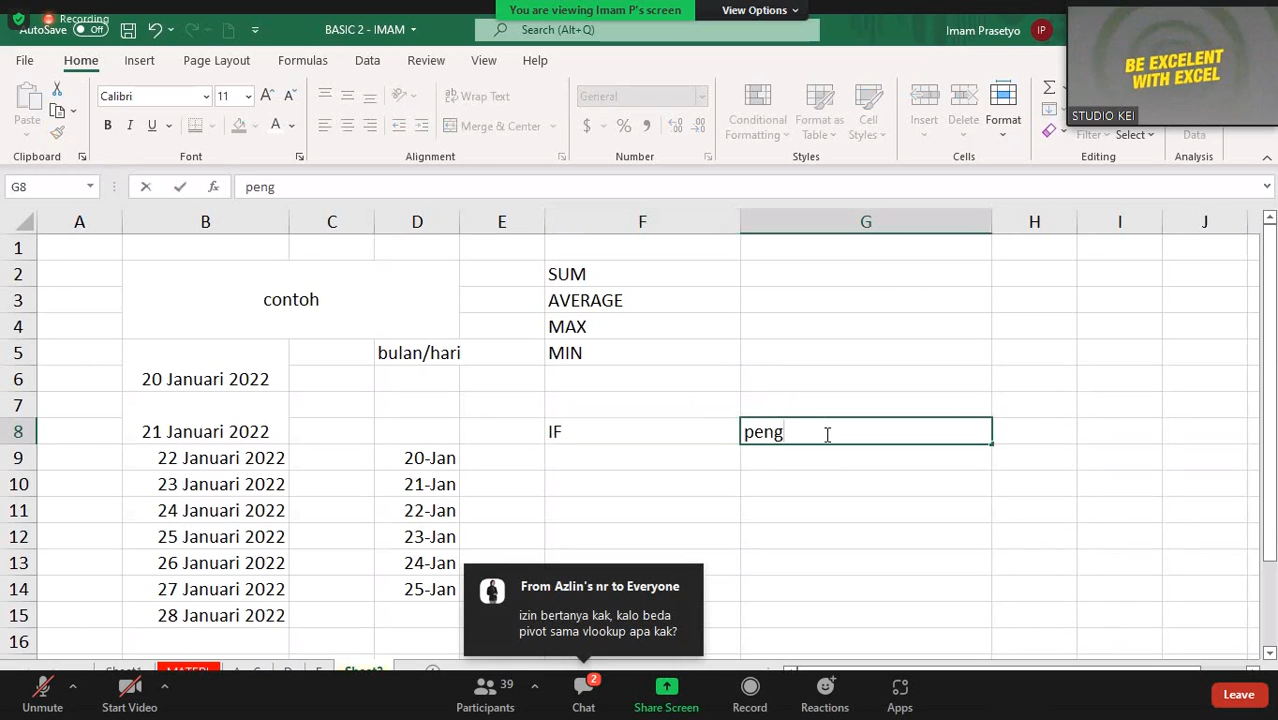 You are viewing Imam P's screen
View Options
Recording
AutoSave
Off
BASIC 2 - IMAM
Search (Alt+Q)
Imam Prasetyo
IP
BE EXCELENT
WITH EXCEL
STUDIO KEI
File
Home
Insert
Page Layout
Formulas
Data
Review
View
Help
Paste
Calibri
11
B I U
Wrap Text
Merge & Center
General
Conditional
Formatting
Format as
Table
Cell
Styles
Insert
Delete
Format
Filter
Select
Data
Clipboard
Font
Alignment
Number
Styles
Cells
Editing
Analysis
G8
fx
peng
A B C D E F G H I J
1
2 SUM
3 contoh AVERAGE
4 MAX
5 bulan/hari MIN
6 20 Januari 2022
7
8 21 Januari 2022 IF peng
9 22 Januari 2022 20-Jan
10 23 Januari 2022 21-Jan
11 24 Januari 2022 22-Jan
12 25 Januari 2022 23-Jan
13 26 Januari 2022 24-Jan
14 27 Januari 2022 25-Jan
15 28 Januari 2022
16
From Azlin's nr to Everyone
izin bertanya kak, kalo beda
pivot sama vlookup apa kak?
Sheet1 MATERI
Unmute
Start Video
39
Participants
2
Chat
Share Screen
Record
Reactions
Apps
Leave